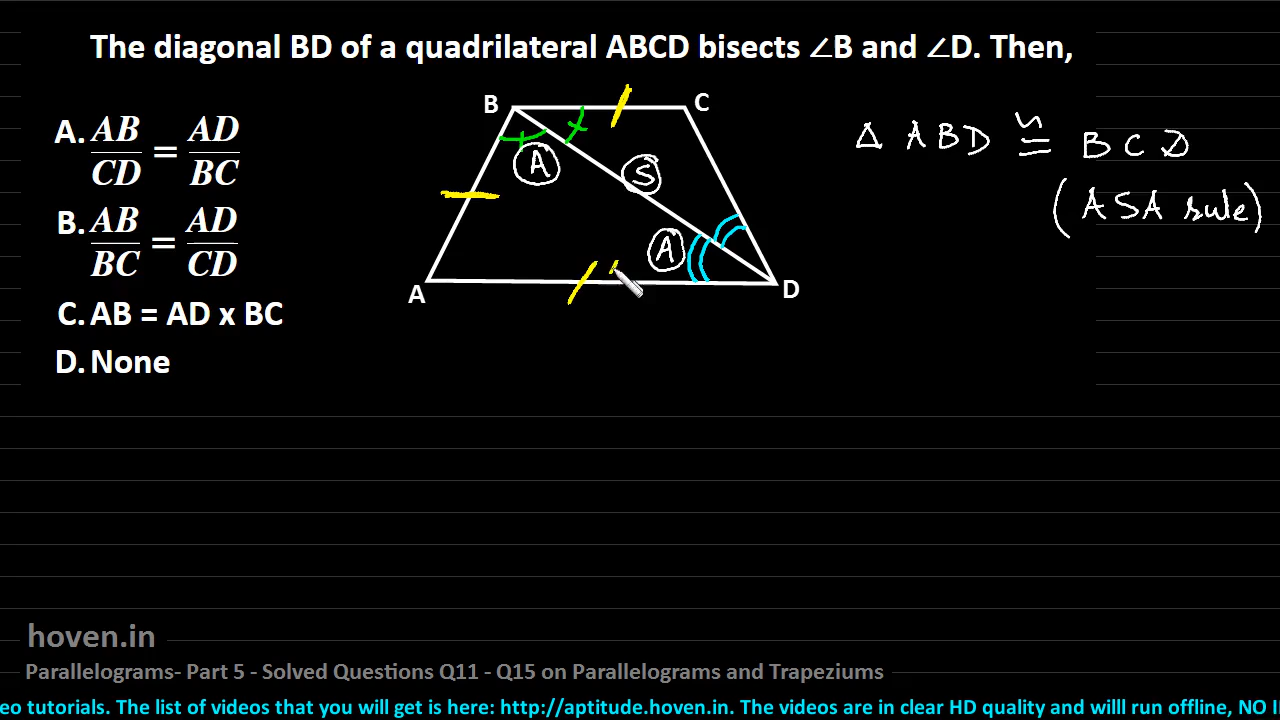 The diagonal BD of a quadrilateral ABCD bisects ∠B and ∠D. Then,
A. AB/CD = AD/BC
B. AB/BC = AD/CD
C. AB = AD x BC
D. None
B
C
A
S
A
A
D
Δ ABD ≅ BCD
(ASA rule)
hoven.in
Parallelograms- Part 5 - Solved Questions Q11 - Q15 on Parallelograms and Trapeziums
eo tutorials. The list of videos that you will get is here: http://aptitude.hoven.in. The videos are in clear HD quality and willl run offline, NO I